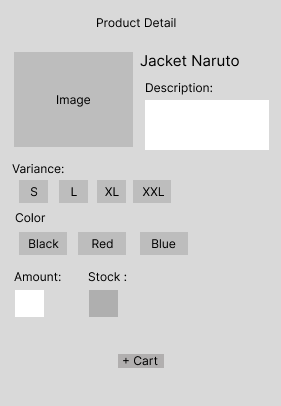 Product Detail
Jacket Naruto
Image
Description:
Variance:
S L XL XXL
Color
Black Red Blue
Amount: Stock :
+ Cart